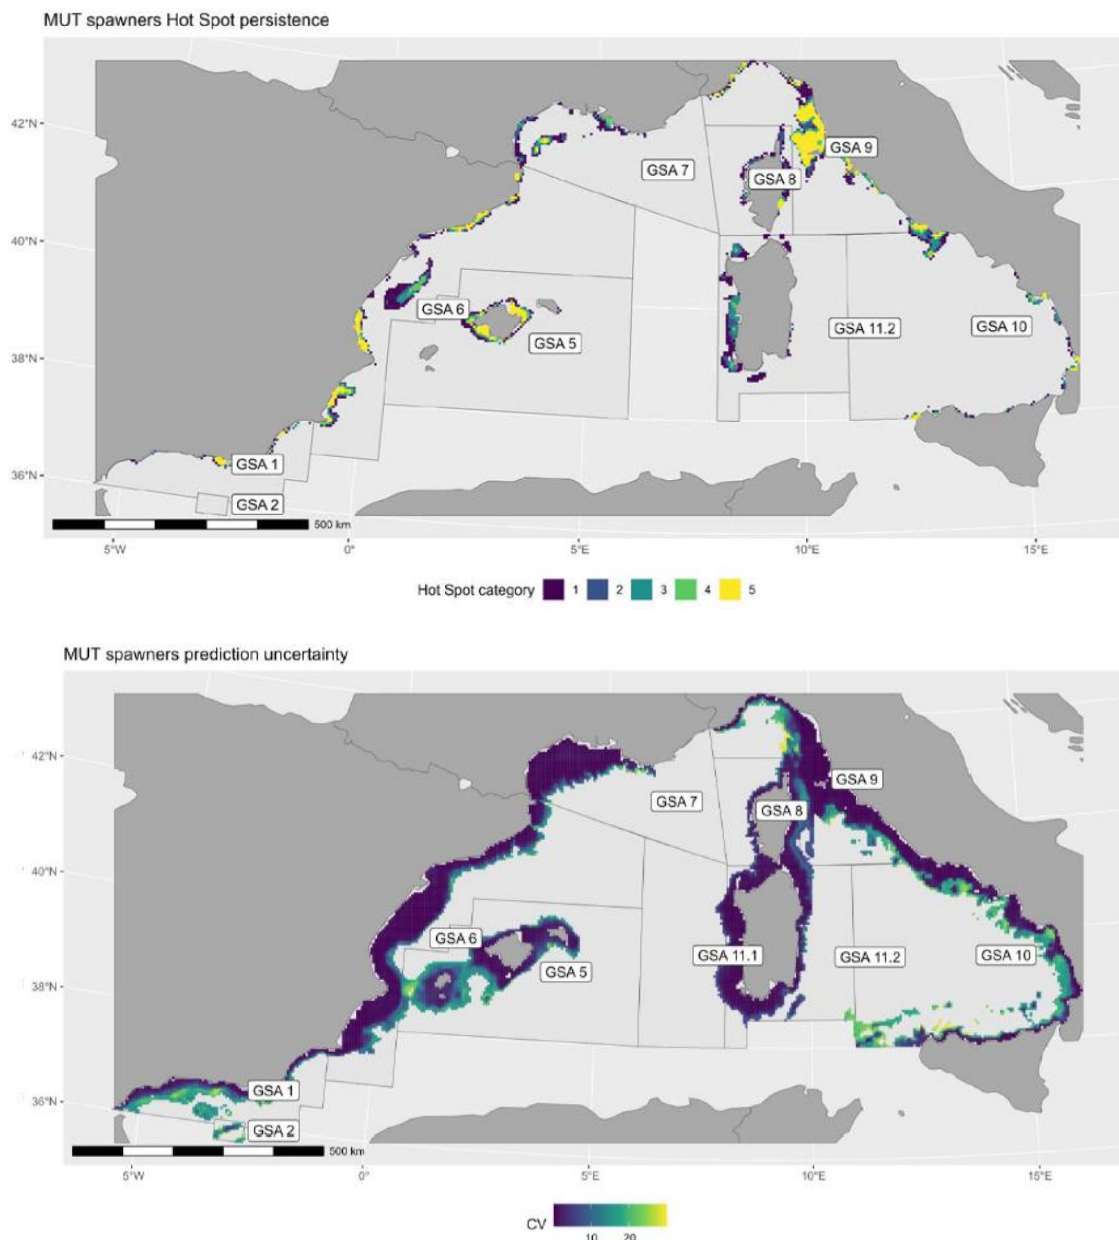 MUT spawners Hot Spot persistence
42°N
40°N
38°N
36°N
GSA 9
GSA 7
GSA 8
GSA 6
GSA 5
GSA 11.2
GSA 10
GSA 1
GSA 2
500 km
5°W
0°
5°E
10°E
15°E
Hot Spot category 1 2 3 4 5
MUT spawners prediction uncertainty
42°N
40°N
38°N
36°N
GSA 9
GSA 7
GSA 8
GSA 6
GSA 5
GSA 11.1
GSA 11.2
GSA 10
GSA 1
GSA 2
500 km
5°W
0°
5°E
10°E
15°E
CV
10 20